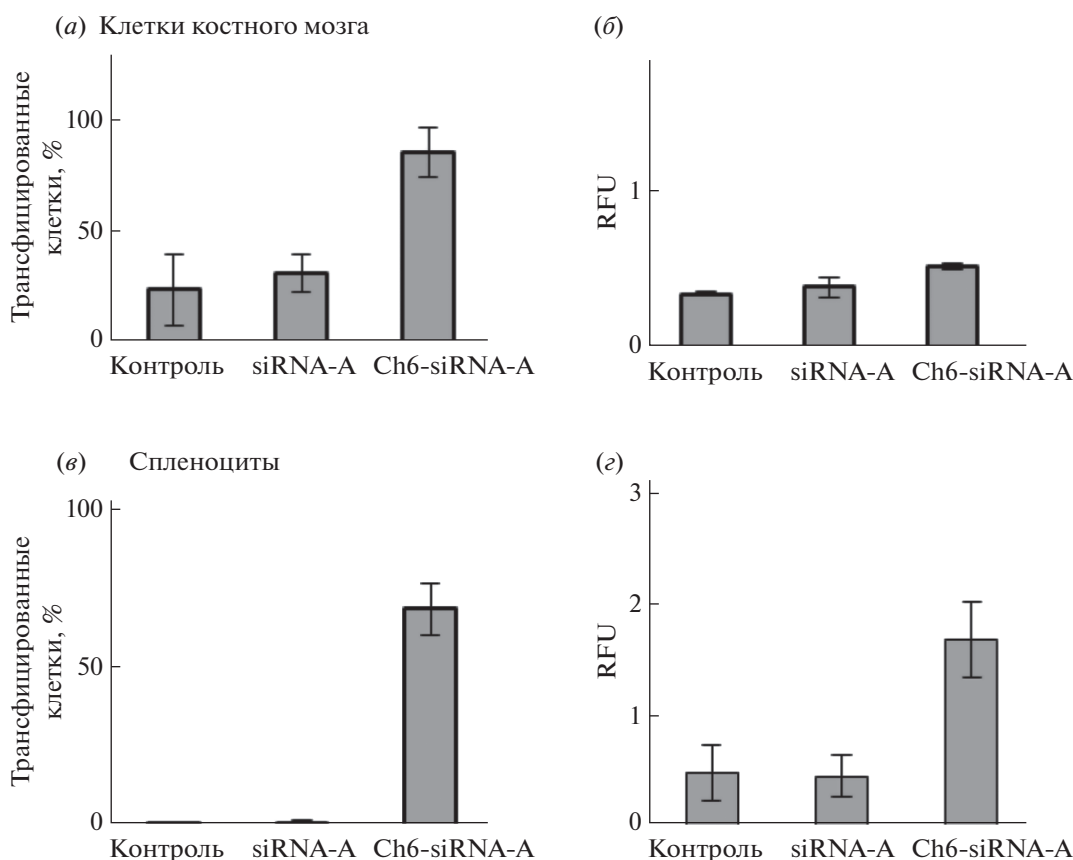 (а) Клетки костного мозга
Трансфицированные
клетки, %
100
50
0
Контроль siRNA-A Ch6-siRNA-A
(б)
RFU
1
0
Контроль siRNA-A Ch6-siRNA-A
(в) Спленоциты
Трансфицированные
клетки, %
100
50
0
Контроль siRNA-A Ch6-siRNA-A
(г)
RFU
3
2
1
0
Контроль siRNA-A Ch6-siRNA-A